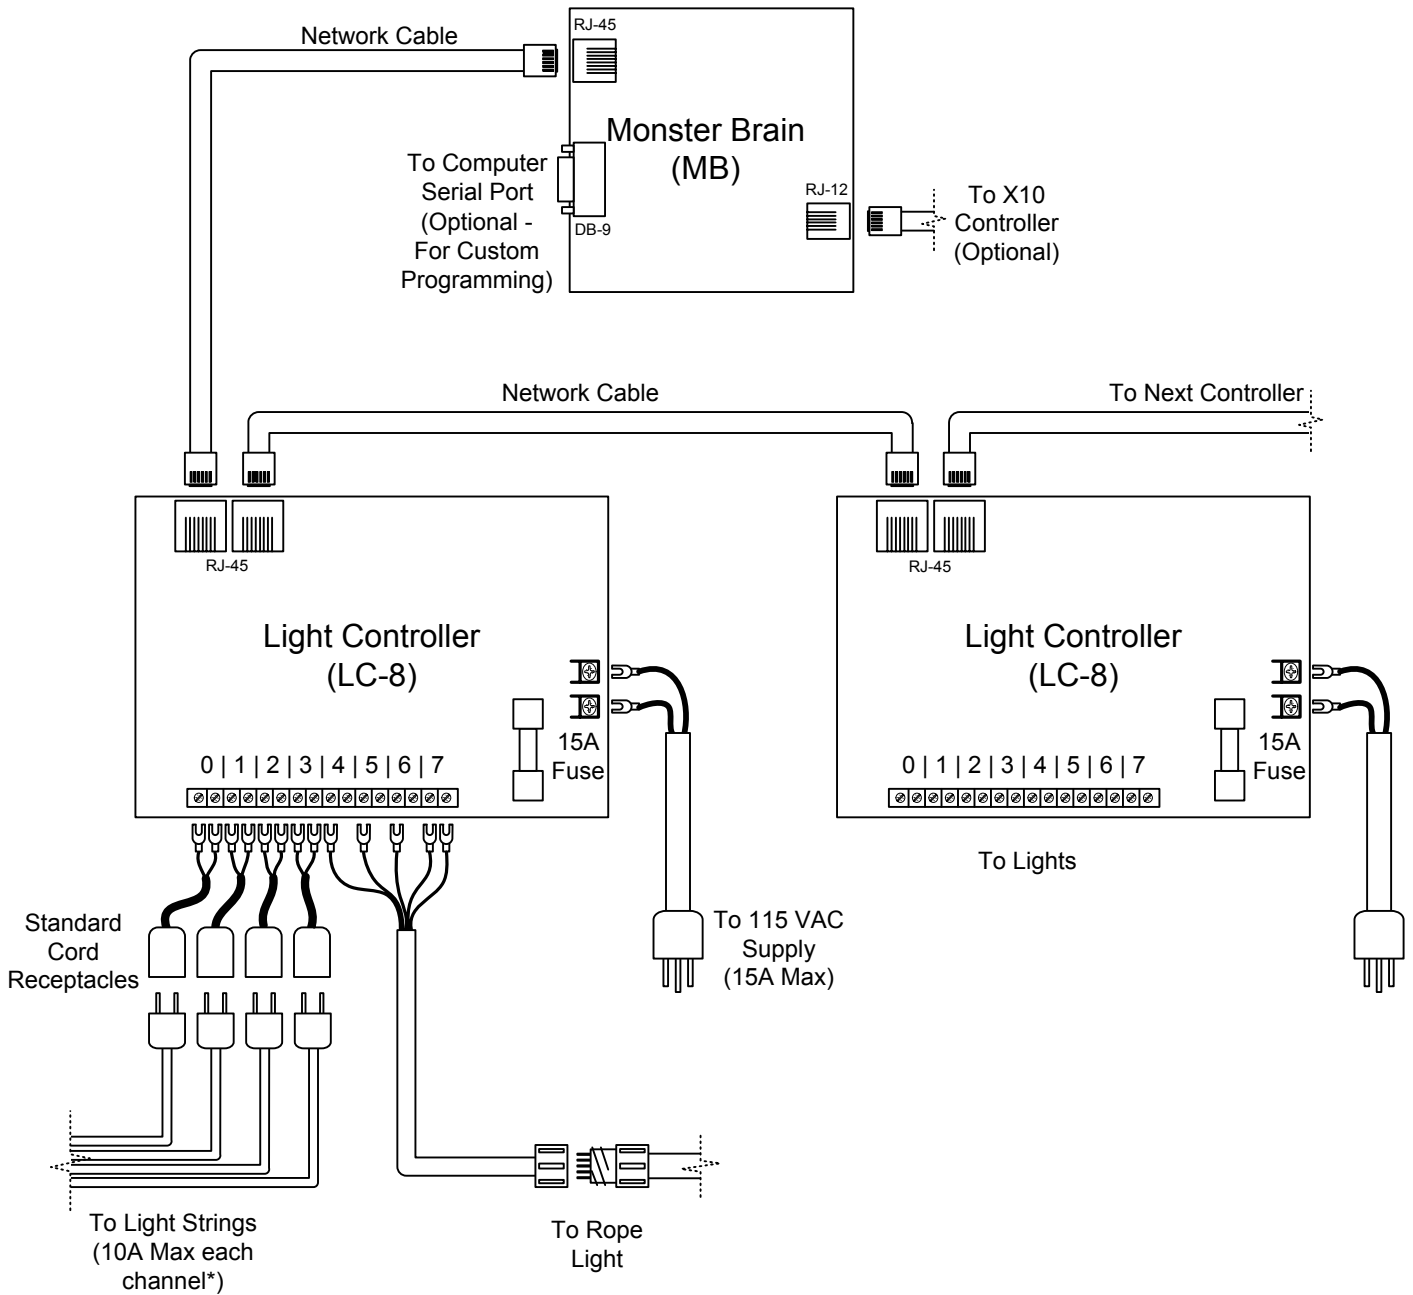 Network Cable
RJ-45
Monster Brain
(MB)
To Computer
Serial Port
(Optional -
For Custom
Programming)
DB-9
RJ-12
To X10
Controller
(Optional)
Network Cable
To Next Controller
RJ-45
Light Controller
(LC-8)
15A
Fuse
0 | 1 | 2 | 3 | 4 | 5 | 6 | 7
RJ-45
Light Controller
(LC-8)
15A
Fuse
0 | 1 | 2 | 3 | 4 | 5 | 6 | 7
To Lights
Standard
Cord
Receptacles
To 115 VAC
Supply
(15A Max)
To Light Strings
(10A Max each
channel*)
To Rope
Light